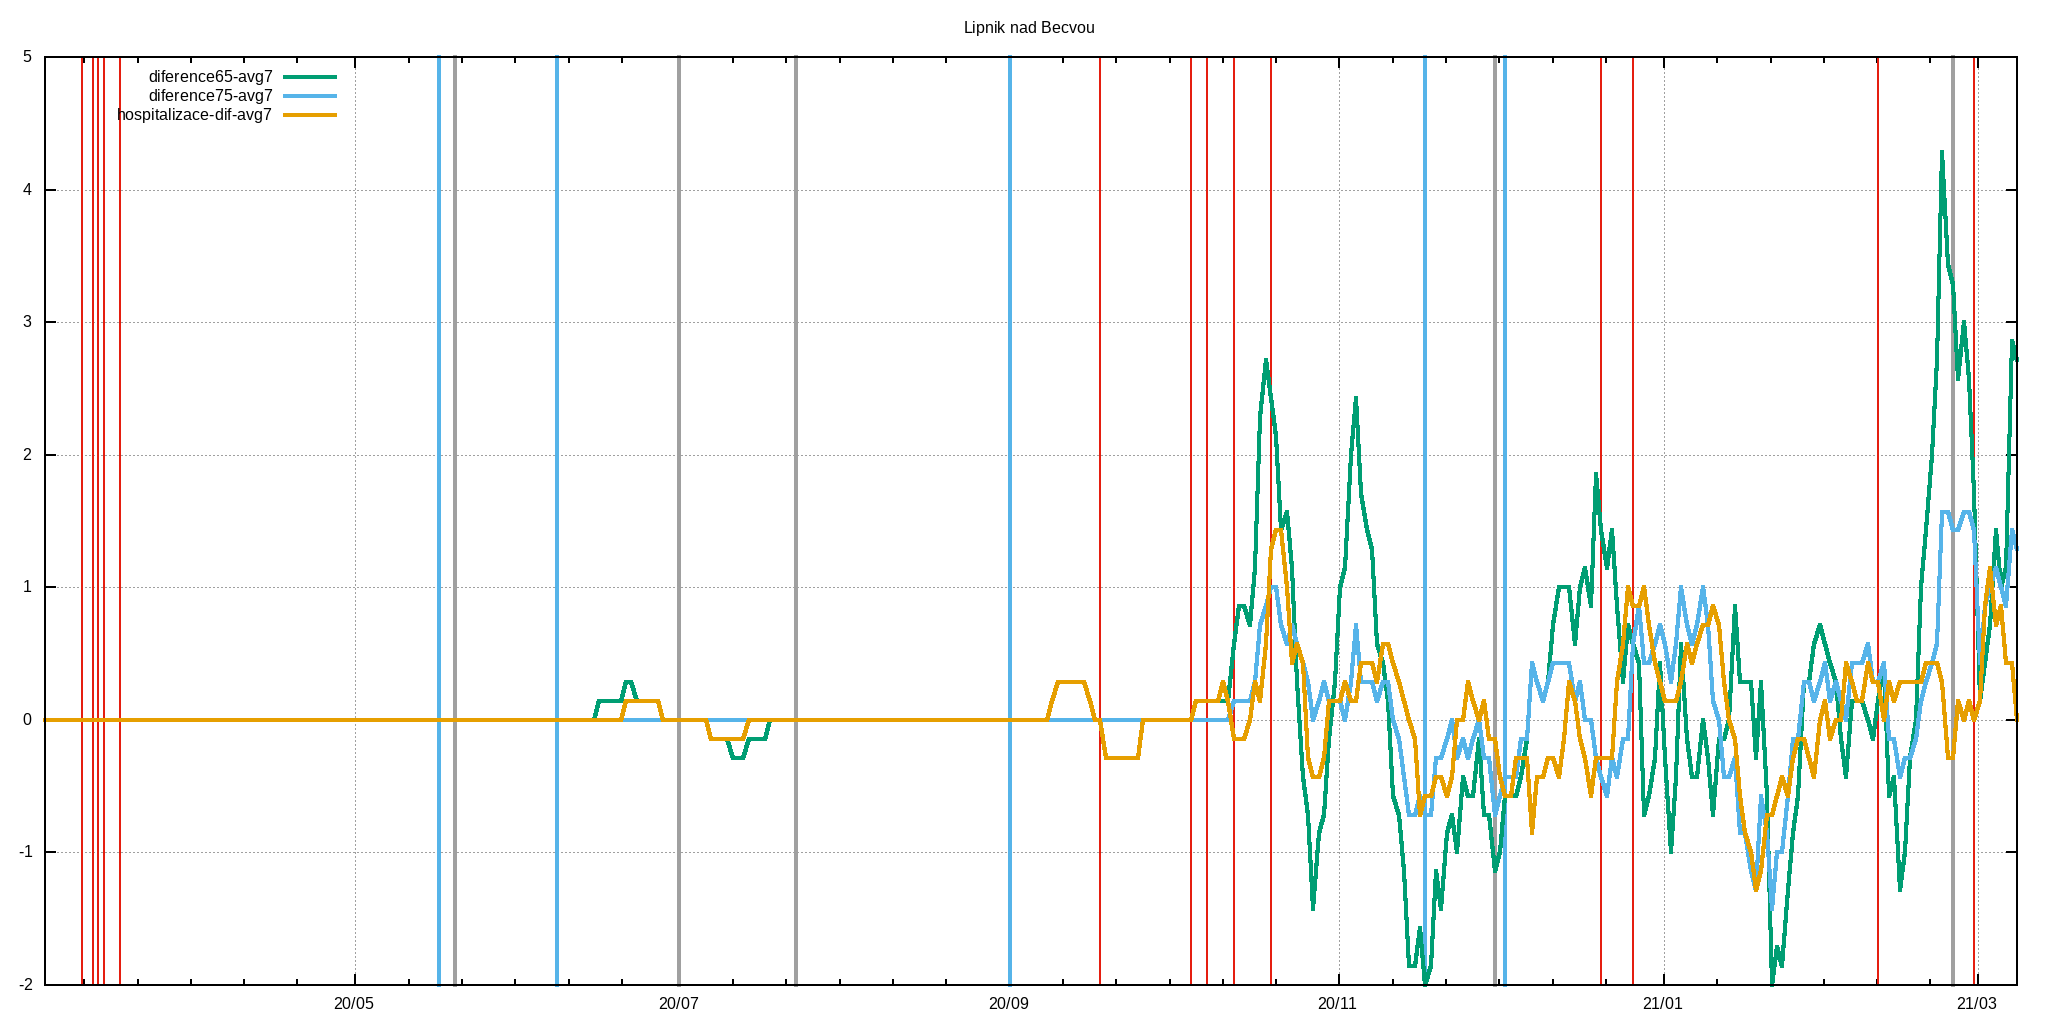 Lipnik nad Becvou
5
diference65-avg7
diference75-avg7
hospitalizace-dif-avg7
4
3
2
1
0
-1
-2
20/05 20/07 20/09 20/11 21/01 21/03